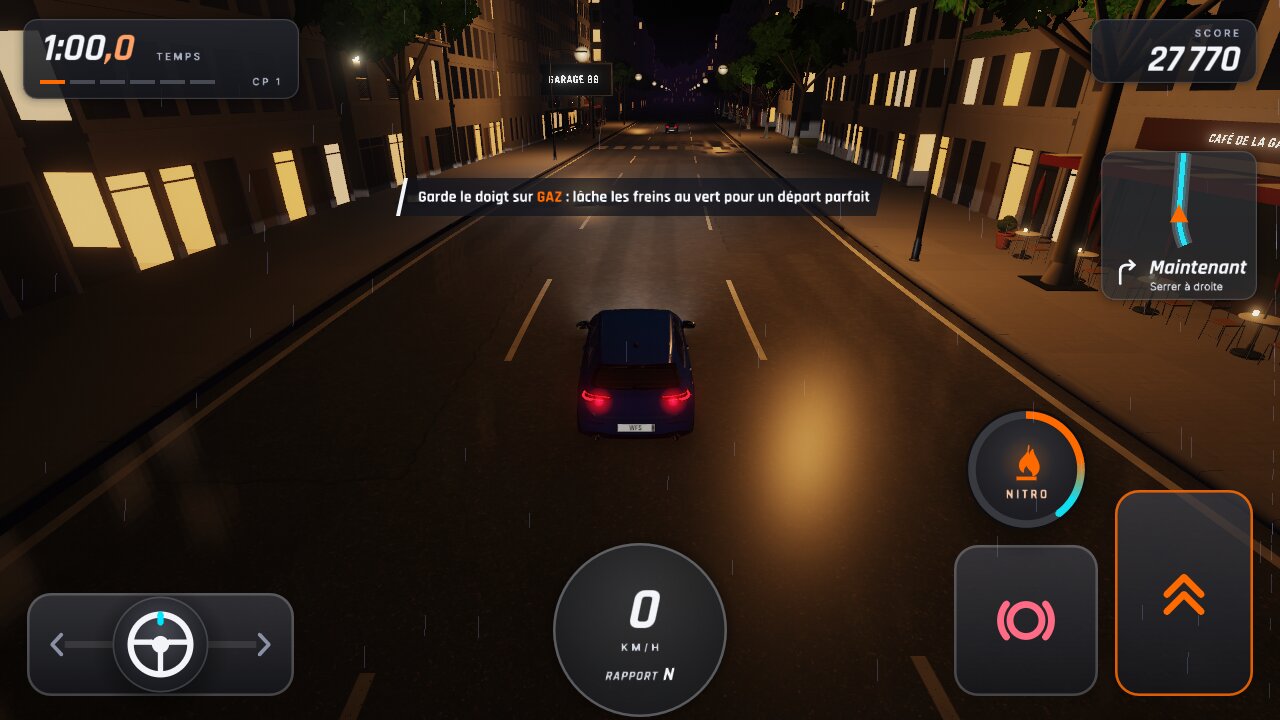 1:00,0 TEMPS
CP 1
SCORE
27 770
GARAGE 88
CAFÉ DE LA
Garde le doigt sur GAZ : lâche les freins au vert pour un départ parfait
Maintenant
Serrer à droite
WFS
NITRO
0
KM/H
RAPPORT N